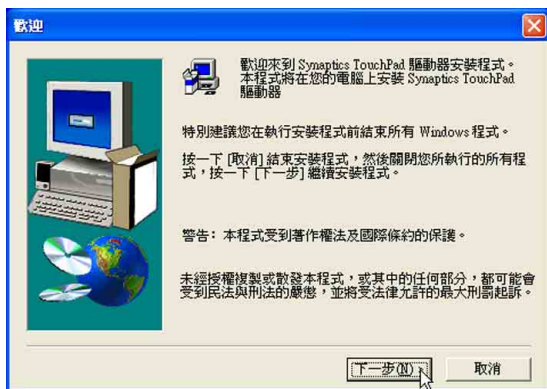 歡迎
歡迎來到 Synaptics TouchPad 驅動器安裝程式。
本程式將在您的電腦上安裝 Synaptics TouchPad
驅動器
特別建議您在執行安裝程式前結束所有 Windows 程式。
按一下 [取消] 結束安裝程式，然後關閉您所執行的所有程
式，按一下 [下一步] 繼續安裝程式。
警告：本程式受到著作權法及國際條約的保護。
未經授權複製或散發本程式，或其中的任何部分，都可能會
受到民法與刑法的嚴懲，並將受法律允許的最大刑罰起訴。
下一步(N) >
取消